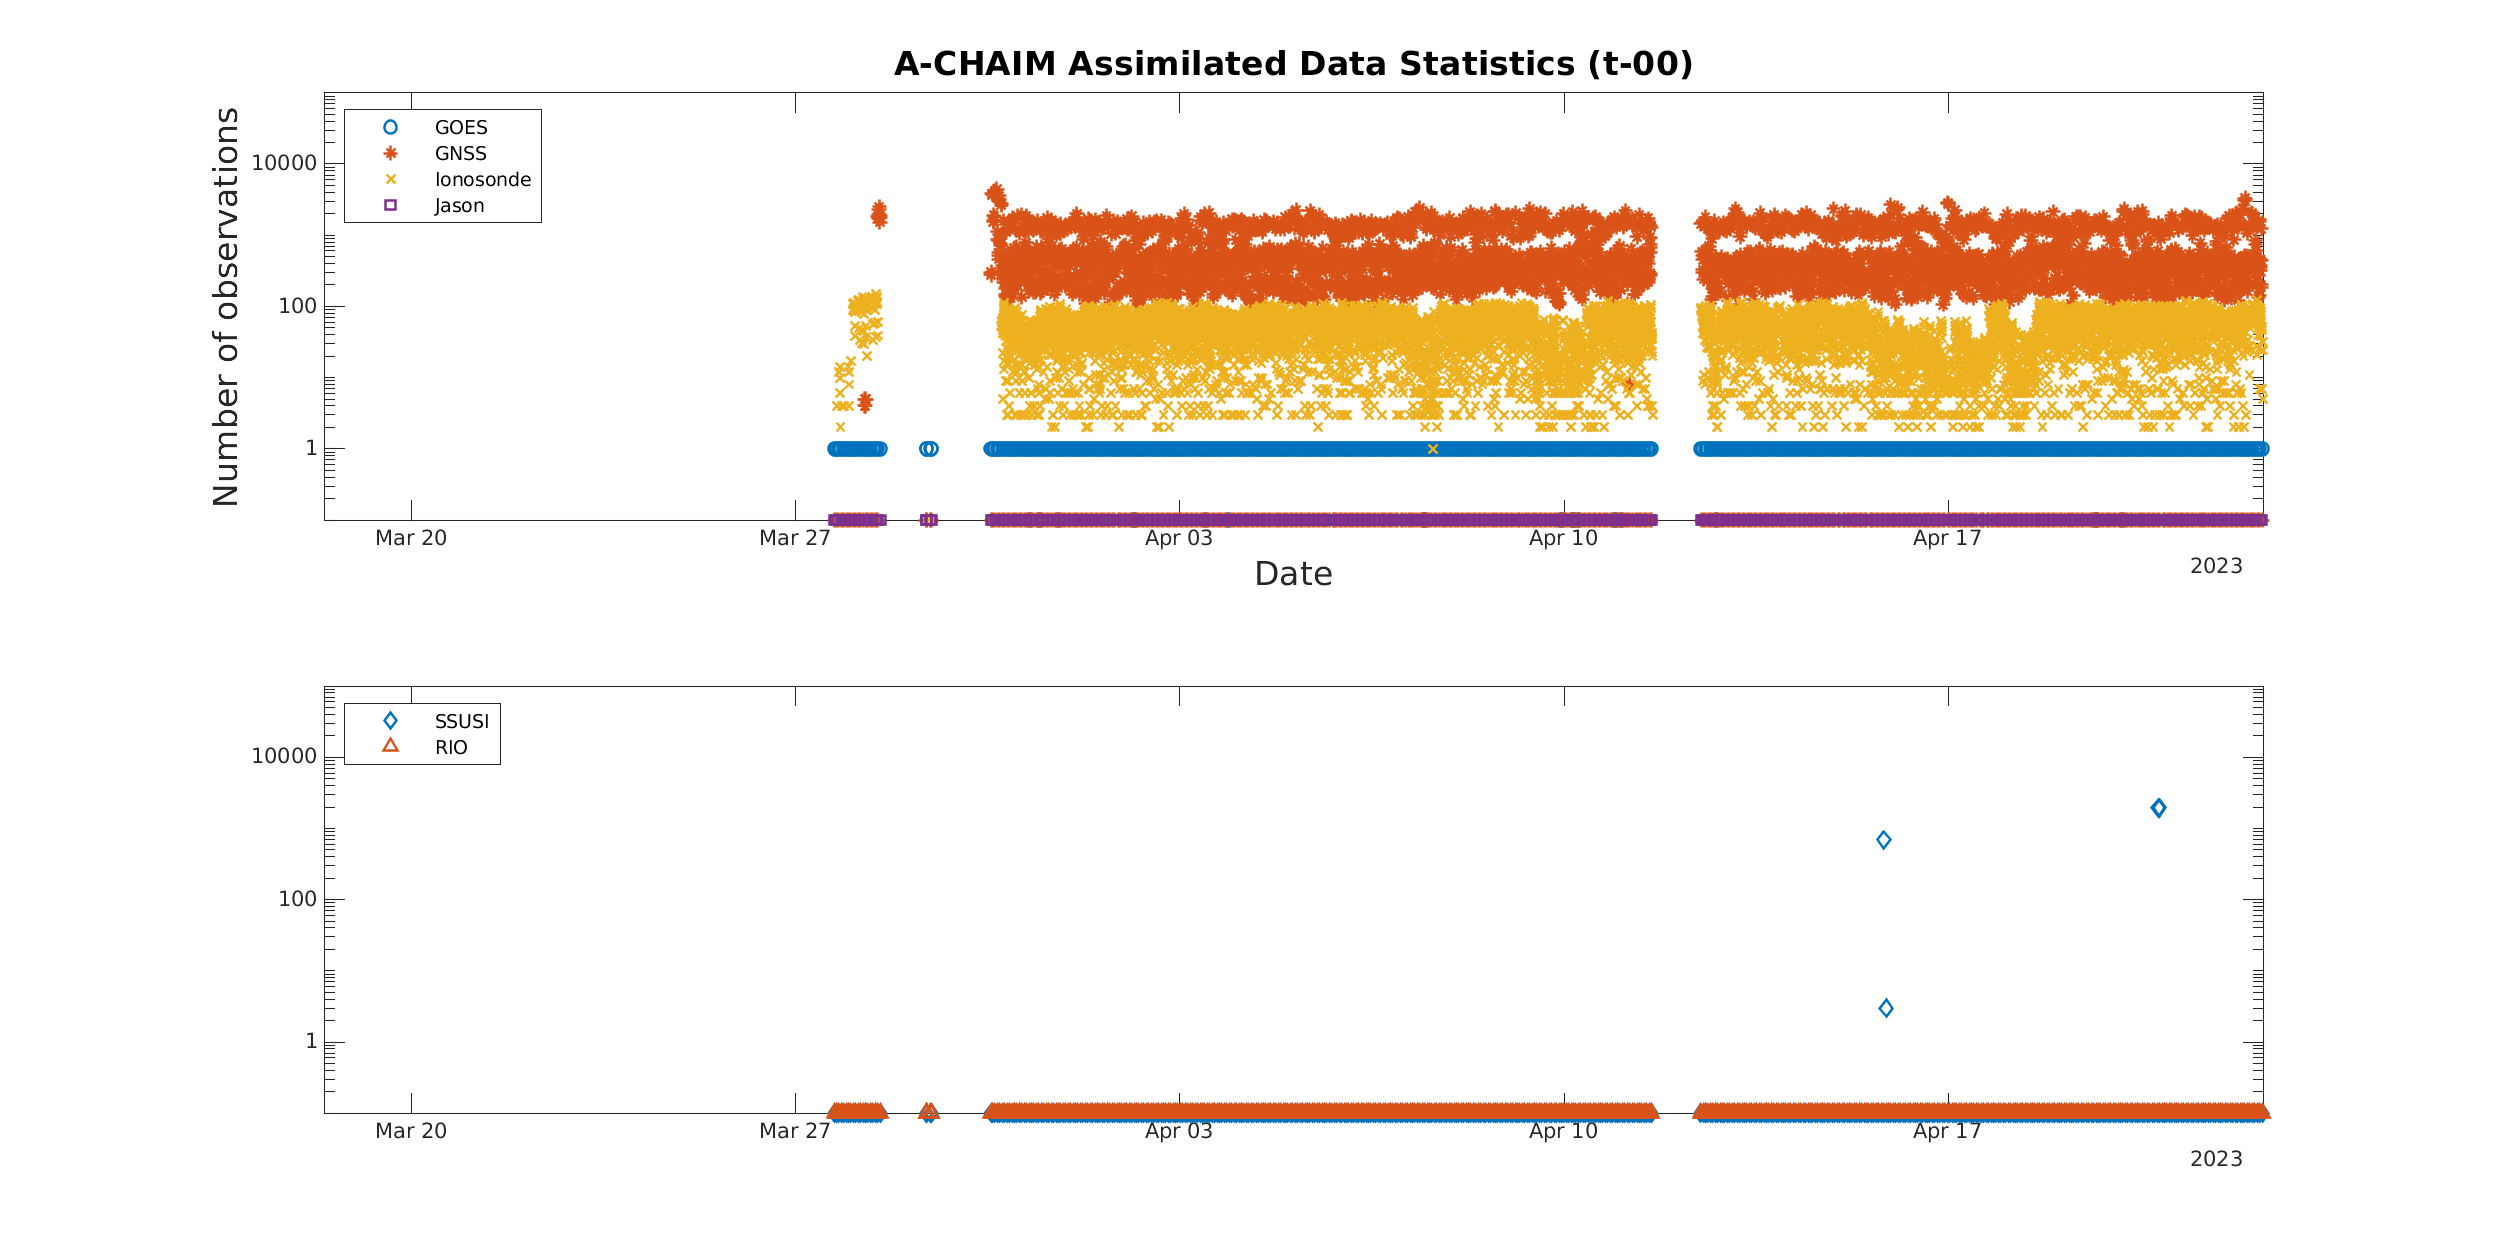 A-CHAIM Assimilated Data Statistics (t-00)
Number of observations
GOES
GNSS
Ionosonde
Jason
10000
100
1
Mar 20
Mar 27
Apr 03
Apr 10
Apr 17
2023
Date
SSUSI
RIO
10000
100
1
Mar 20
Mar 27
Apr 03
Apr 10
Apr 17
2023